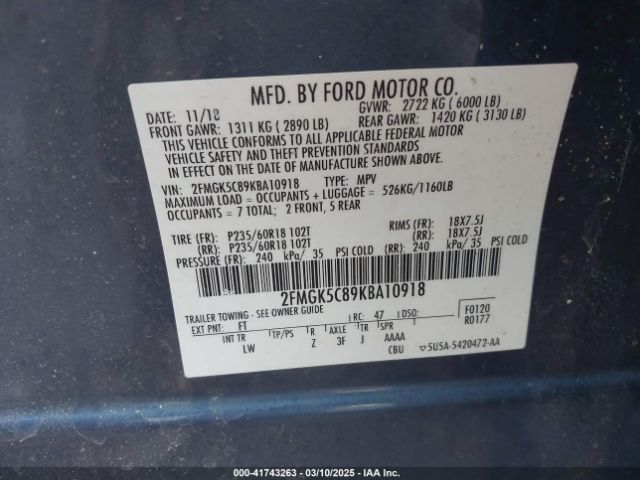 MFD. BY FORD MOTOR CO.
DATE: 11/18 GVWR: 2722 KG ( 6000 LB)
FRONT GAWR: 1311 KG ( 2890 LB) REAR GAWR: 1420 KG ( 3130 LB)
THIS VEHICLE CONFORMS TO ALL APPLICABLE FEDERAL MOTOR
VEHICLE SAFETY AND THEFT PREVENTION STANDARDS
IN EFFECT ON THE DATE OF MANUFACTURE SHOWN ABOVE.
VIN: 2FMGK5C89KBA10918 TYPE: MPV
MAXIMUM LOAD = OCCUPANTS + LUGGAGE = 526KG/1160LB
OCCUPANTS = 7 TOTAL; 2 FRONT, 5 REAR
TIRE (FR): P235/60R18 102T RIMS (FR): 18X7.5J
(RR): P235/60R18 102T (RR): 18X7.5J
PRESSURE (FR): 240 kPa/ 35 PSI COLD (RR): 240 kPa/ 35 PSI COLD
2FMGK5C89KBA10918
TRAILER TOWING - SEE OWNERS GUIDE
EXT PNT: FT RC: 47 DSO: F0120
INT TR TP/PS R AXLE TR SPR R0177
LW Z 3F J AAAA
CBU ▽5U5A-5420472-AA
000-41743263 - 03/10/2025 - IAA Inc.